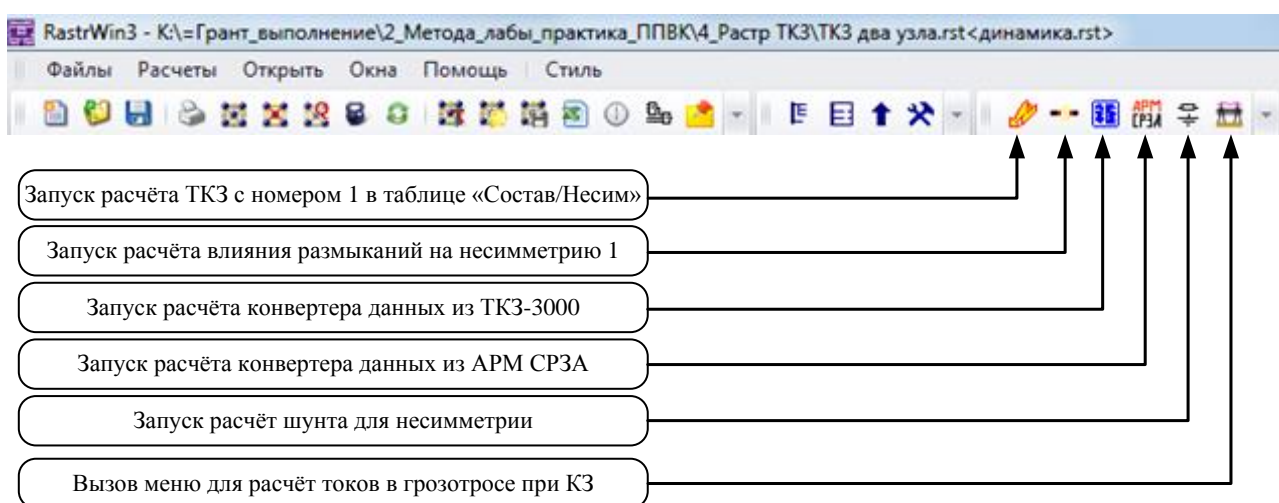 RastrWin3 - K:\=Грант_выполнение\2_Метода_лабы_практика_ППВК\4_Растр ТКЗ\ТКЗ два узла.rst<динамика.rst>
Файлы Расчеты Открыть Окна Помощь Стиль
АРМ
СРЗА
Запуск расчёта ТКЗ с номером 1 в таблице «Состав/Несим»
Запуск расчёта влияния размыканий на несимметрию 1
Запуск расчёта конвертера данных из ТКЗ-3000
Запуск расчёта конвертера данных из АРМ СРЗА
Запуск расчёт шунта для несимметрии
Вызов меню для расчёт токов в грозотросе при КЗ